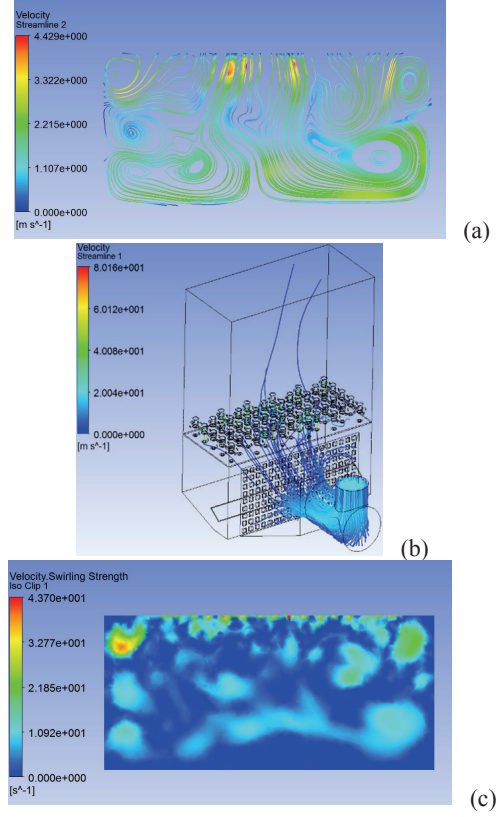 Velocity
Streamline 2
4.429e+000
3.322e+000
2.215e+000
1.107e+000
0.000e+000
[m s^-1]
(a)
Velocity
Streamline 1
8.016e+001
6.012e+001
4.008e+001
2.004e+001
0.000e+000
[m s^-1]
(b)
Velocity.Swirling Strength
Iso Clip 1
4.370e+001
3.277e+001
2.185e+001
1.092e+001
0.000e+000
[s^-1]
(c)